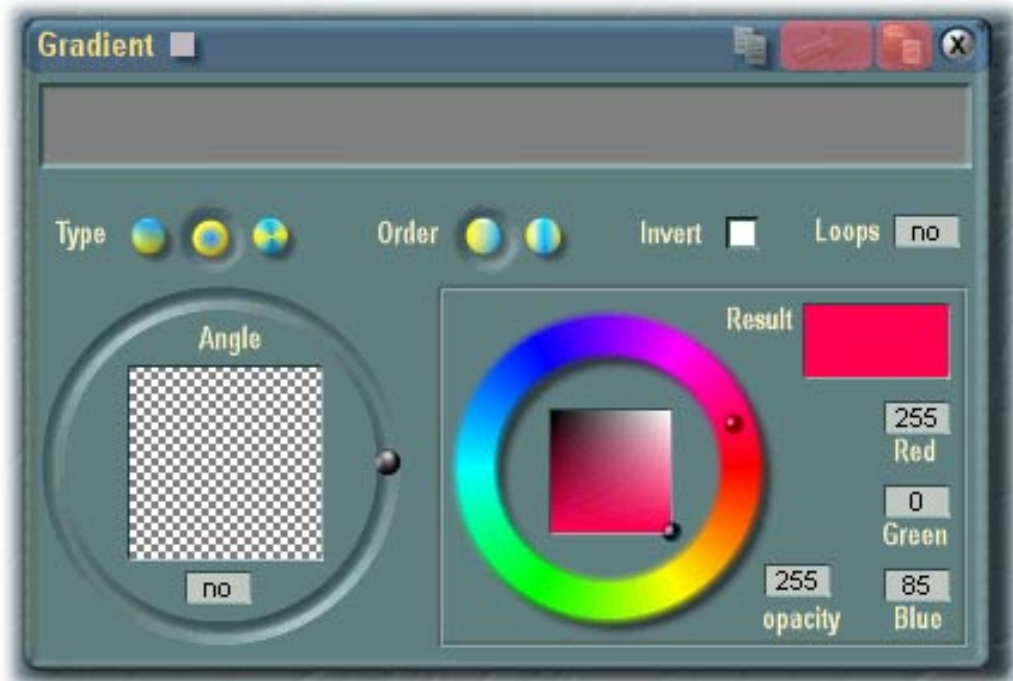 Gradient
X
Type
Order
Invert
Loops no
Angle
no
Result
255
Red
0
Green
85
Blue
255
opacity